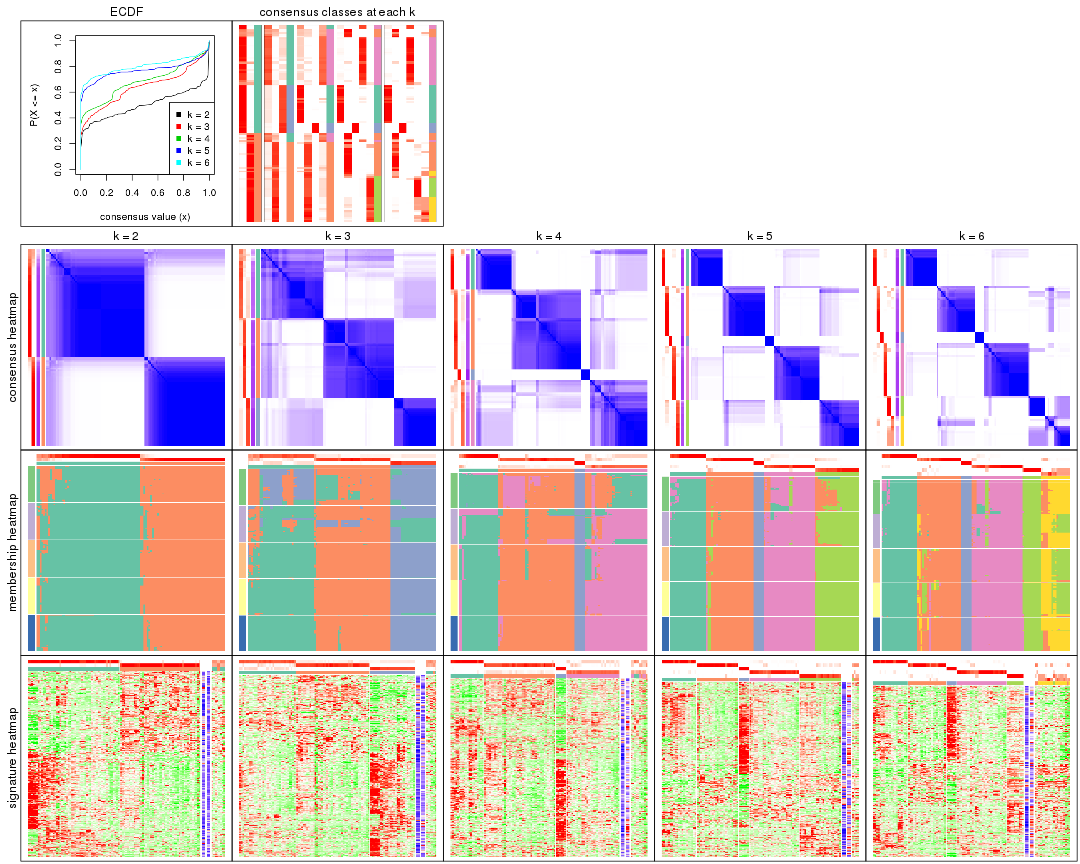 ECDF
consensus classes at each k
P(X <= x)
0.0 0.2 0.4 0.6 0.8 1.0
k = 2
k = 3
k = 4
k = 5
k = 6
0.0 0.2 0.4 0.6 0.8 1.0
consensus value (x)
k = 2
k = 3
k = 4
k = 5
k = 6
consensus heatmap
membership heatmap
signature heatmap